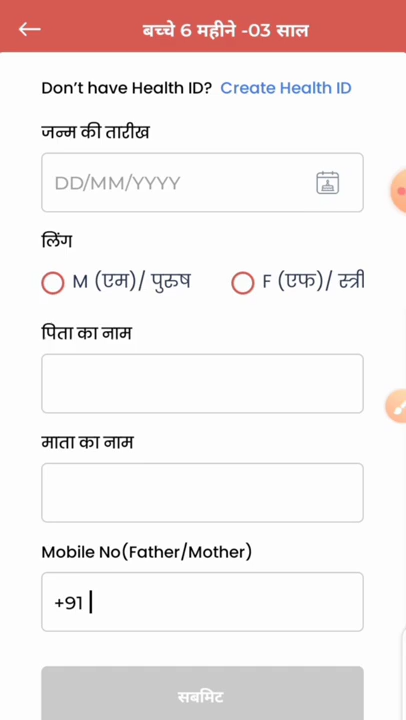 बच्चे 6 महीने -03 साल
Don't have Health ID? Create Health ID
जन्म की तारीख
DD/MM/YYYY
लिंग
M (एम)/ पुरुष F (एफ)/ स्त्री
पिता का नाम
माता का नाम
Mobile No(Father/Mother)
+91
सबमिट